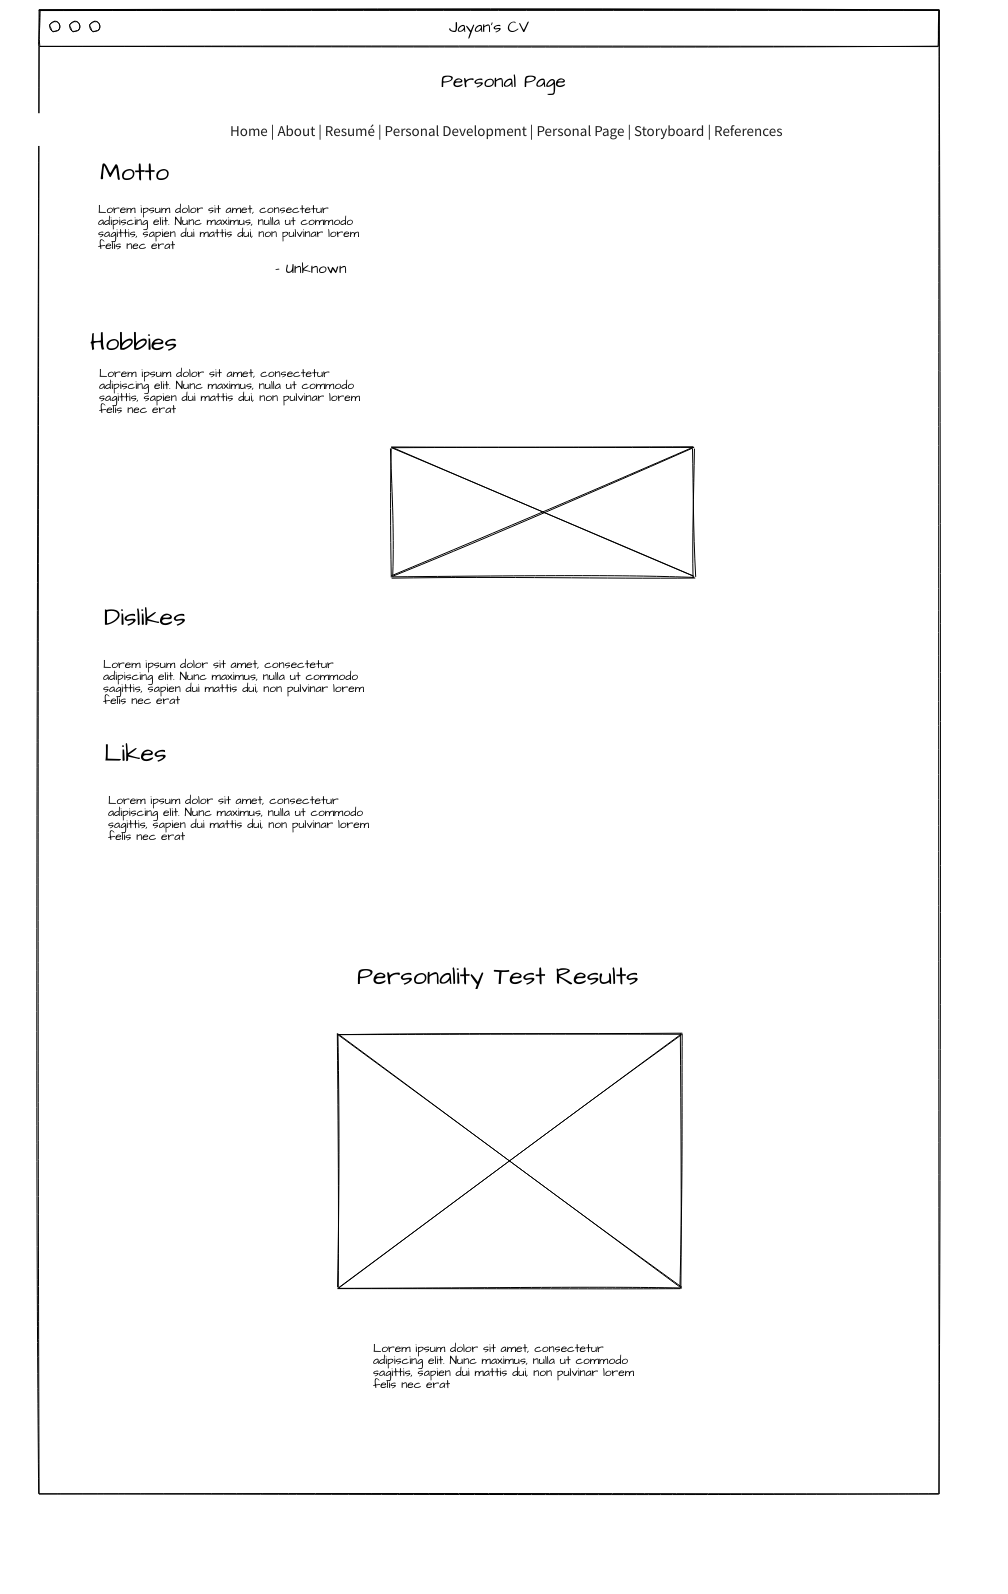 Jayan's CV
Personal Page
Home | About | Resumé | Personal Development | Personal Page | Storyboard | References
Motto
Lorem ipsum dolor sit amet, consectetur
adipiscing elit. Nunc maximus, nulla ut commodo
sagittis, sapien dui mattis dui, non pulvinar lorem
felis nec erat
- Unknown
Hobbies
Lorem ipsum dolor sit amet, consectetur
adipiscing elit. Nunc maximus, nulla ut commodo
sagittis, sapien dui mattis dui, non pulvinar lorem
felis nec erat
Dislikes
Lorem ipsum dolor sit amet, consectetur
adipiscing elit. Nunc maximus, nulla ut commodo
sagittis, sapien dui mattis dui, non pulvinar lorem
felis nec erat
Likes
Lorem ipsum dolor sit amet, consectetur
adipiscing elit. Nunc maximus, nulla ut commodo
sagittis, sapien dui mattis dui, non pulvinar lorem
felis nec erat
Personality Test Results
Lorem ipsum dolor sit amet, consectetur
adipiscing elit. Nunc maximus, nulla ut commodo
sagittis, sapien dui mattis dui, non pulvinar lorem
felis nec erat